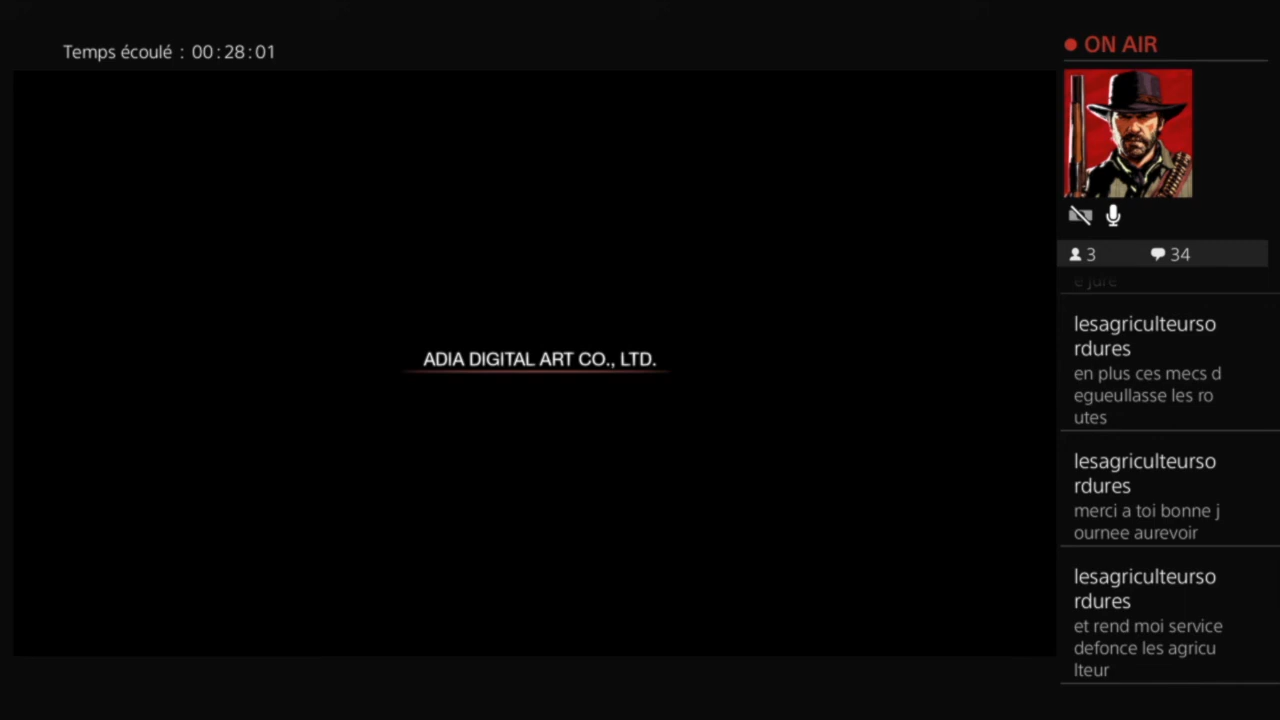 Temps écoulé : 00:28:01
ON AIR
3 34
e jure
lesagriculteurso
rdures
en plus ces mecs d
egueullasse les ro
utes
lesagriculteurso
rdures
merci a toi bonne j
ournee aurevoir
lesagriculteurso
rdures
et rend moi service
defonce les agricu
lteur
ADIA DIGITAL ART CO., LTD.